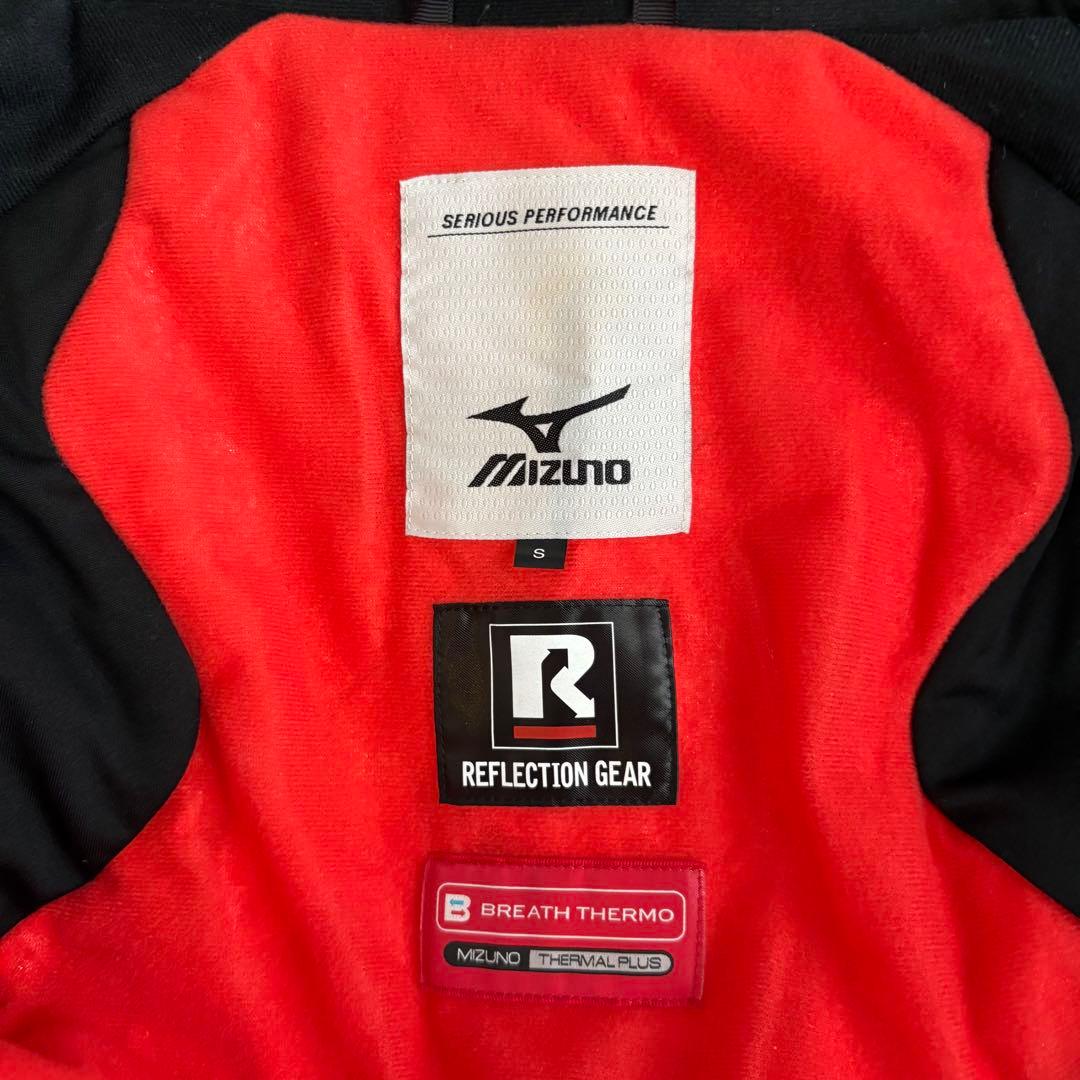 SERIOUS PERFORMANCE
MIZUNO
S
R
REFLECTION GEAR
B BREATH THERMO
MIZUNO THERMAL PLUS